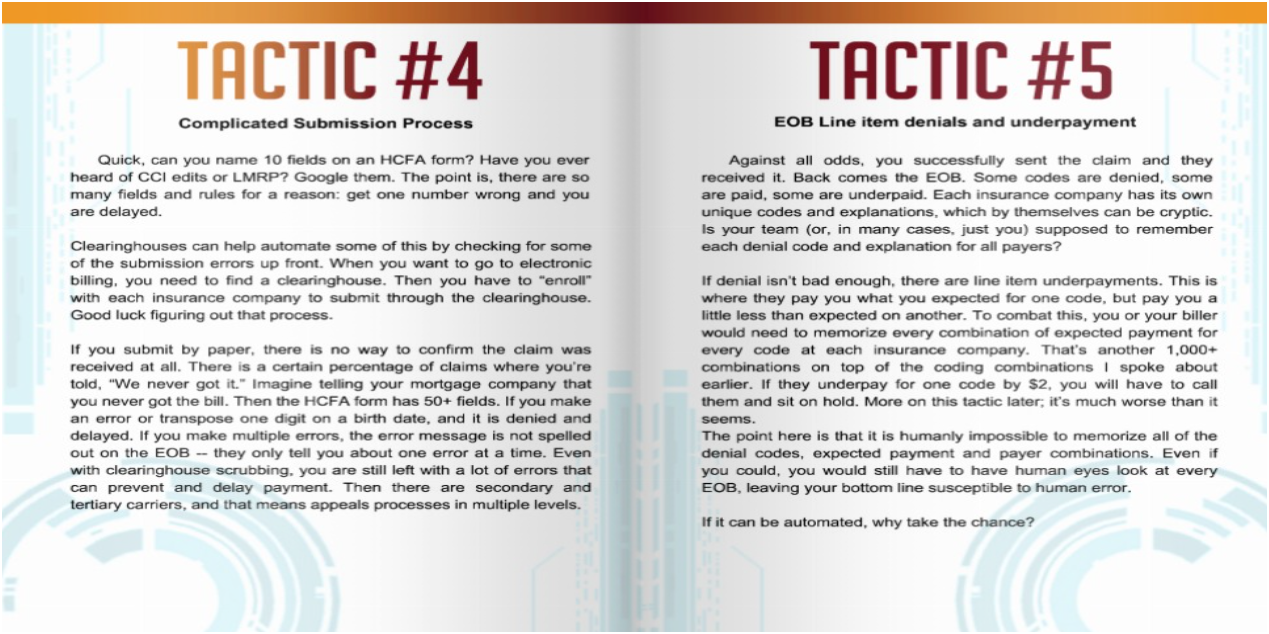 TACTIC #4
Complicated Submission Process
Quick, can you name 10 fields on an HCFA form? Have you ever
heard of CCI edits or LMRP? Google them. The point is, there are so
many fields and rules for a reason: get one number wrong and you
are delayed.
Clearinghouses can help automate some of this by checking for some
of the submission errors up front. When you want to go to electronic
billing, you need to find a clearinghouse. Then you have to “enroll”
with each insurance company to submit through the clearinghouse.
Good luck figuring out that process.
If you submit by paper, there is no way to confirm the claim was
received at all. There is a certain percentage of claims where you’re
told, “We never got it.” Imagine telling your mortgage company that
you never got the bill. Then the HCFA form has 50+ fields. If you make
an error or transpose one digit on a birth date, and it is denied and
delayed. If you make multiple errors, the error message is not spelled
out on the EOB -- they only tell you about one error at a time. Even
with clearinghouse scrubbing, you are still left with a lot of errors that
can prevent and delay payment. Then there are secondary and
tertiary carriers, and that means appeals processes in multiple levels.
TACTIC #5
EOB Line item denials and underpayment
Against all odds, you successfully sent the claim and they
received it. Back comes the EOB. Some codes are denied, some
are paid, some are underpaid. Each insurance company has its own
unique codes and explanations, which by themselves can be cryptic.
Is your team (or, in many cases, just you) supposed to remember
each denial code and explanation for all payers?
If denial isn’t bad enough, there are line item underpayments. This is
where they pay you what you expected for one code, but pay you a
little less than expected on another. To combat this, you or your biller
would need to memorize every combination of expected payment for
every code at each insurance company. That’s another 1,000+
combinations on top of the coding combinations I spoke about
earlier. If they underpay for one code by $2, you will have to call
them and sit on hold. More on this tactic later; it’s much worse than it
seems.
The point here is that it is humanly impossible to memorize all of the
denial codes, expected payment and payer combinations. Even if
you could, you would still have to have human eyes look at every
EOB, leaving your bottom line susceptible to human error.
If it can be automated, why take the chance?